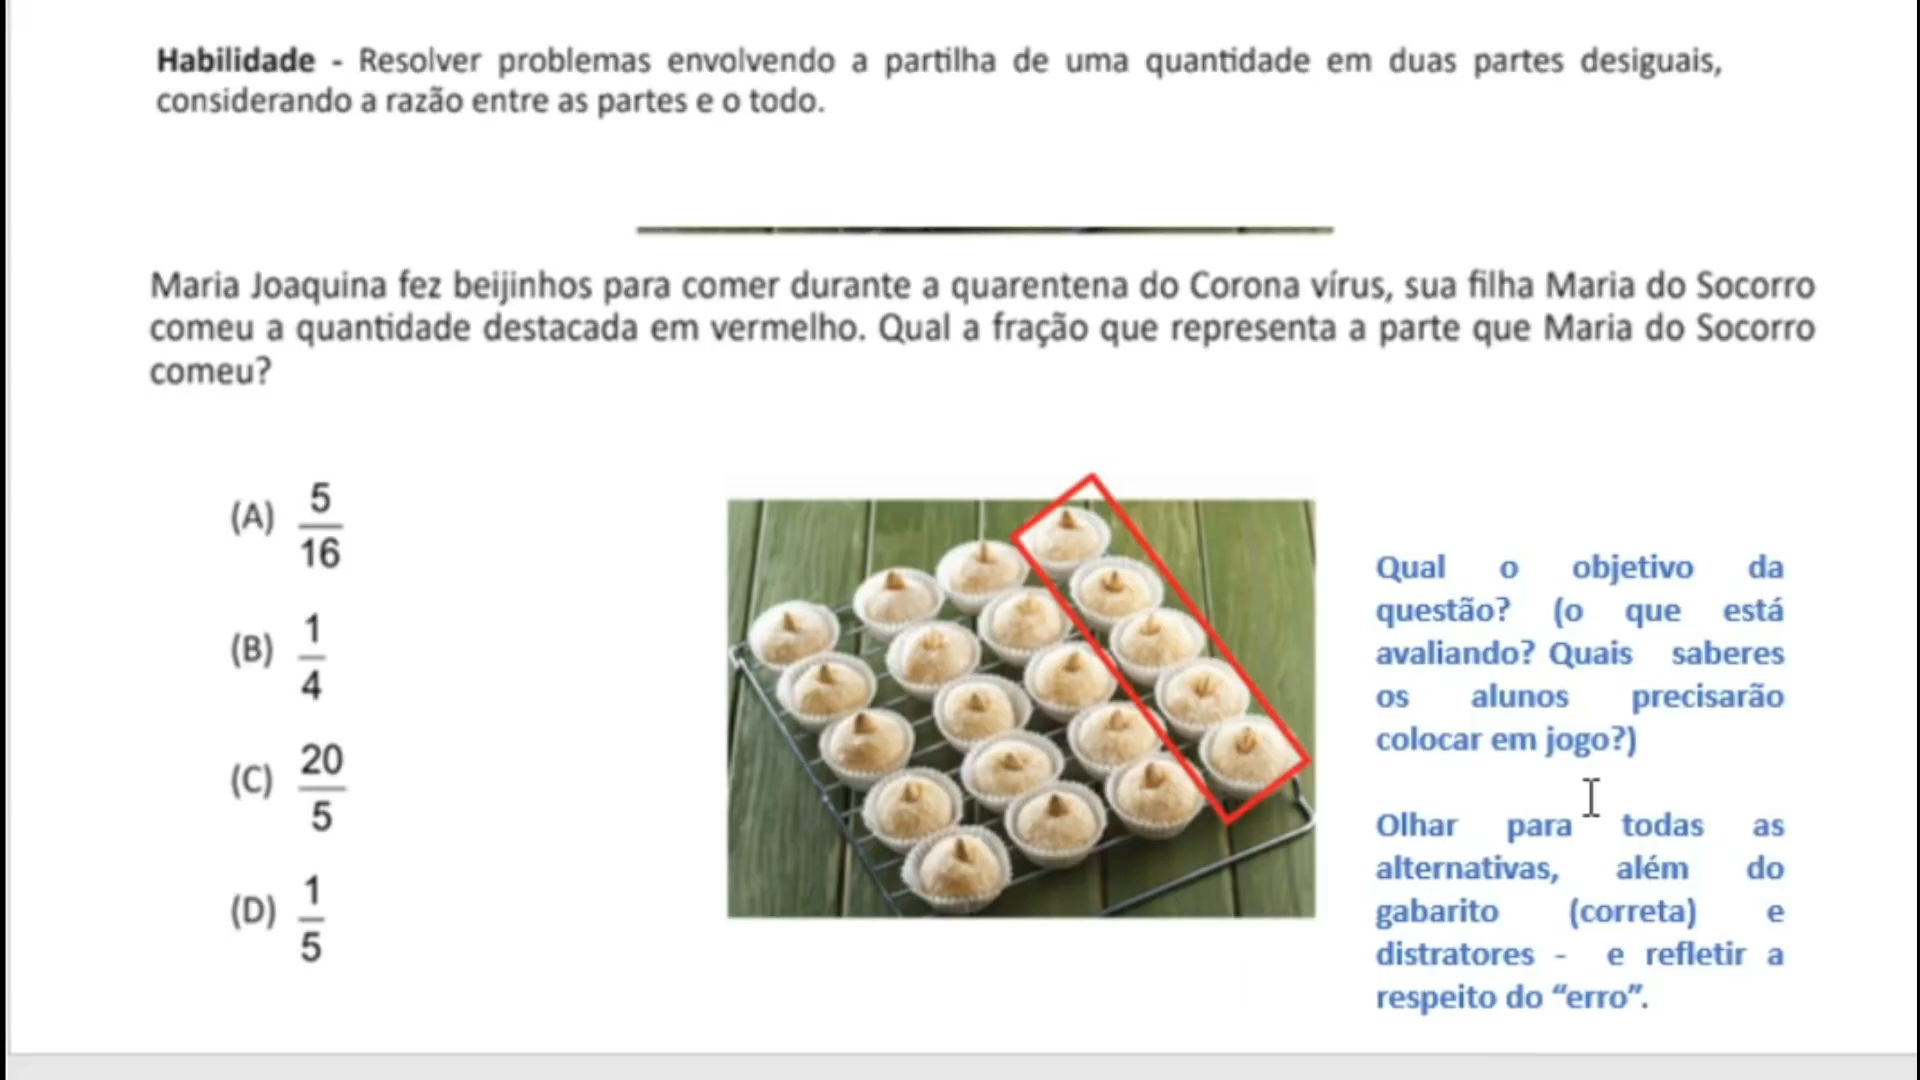 Habilidade - Resolver problemas envolvendo a partilha de uma quantidade em duas partes desiguais,
considerando a razão entre as partes e o todo.
Maria Joaquina fez beijinhos para comer durante a quarentena do Corona vírus, sua filha Maria do Socorro
comeu a quantidade destacada em vermelho. Qual a fração que representa a parte que Maria do Socorro
comeu?
(A) 5/16
(B) 1/4
(C) 20/5
(D) 1/5
Qual o objetivo da
questão? (o que está
avaliando? Quais saberes
os alunos precisarão
colocar em jogo?)
Olhar para todas as
alternativas, além do
gabarito (correta) e
distratores - e refletir a
respeito do “erro”.